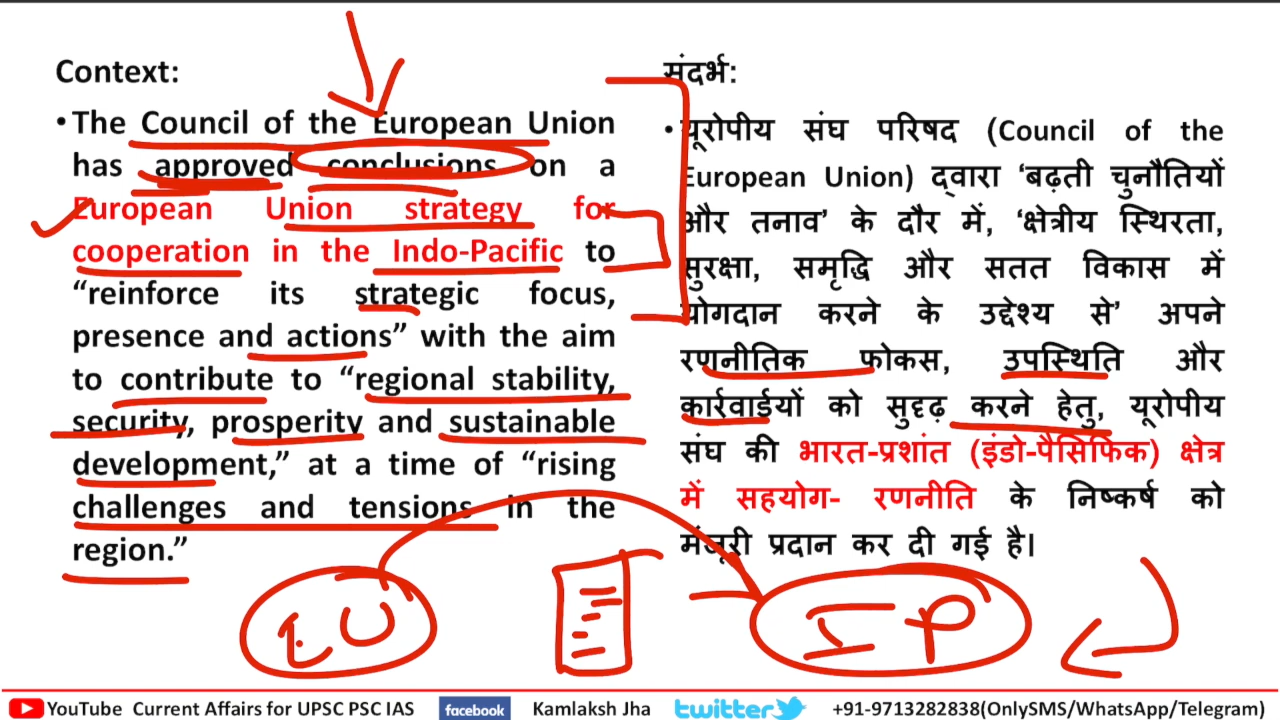 Context:
• The Council of the European Union
has approved conclusions on a
European Union strategy for
cooperation in the Indo-Pacific to
“reinforce its strategic focus,
presence and actions” with the aim
to contribute to “regional stability,
security, prosperity and sustainable
development,” at a time of “rising
challenges and tensions in the
region.”
संदर्भ:
• यूरोपीय संघ परिषद (Council of the
European Union) द्वारा ‘बढ़ती चुनौतियों
और तनाव’ के दौर में, ‘क्षेत्रीय स्थिरता,
सुरक्षा, समृद्धि और सतत विकास में
योगदान करने के उद्देश्य से’ अपने
रणनीतिक फोकस, उपस्थिति और
कार्रवाईयों को सुदृढ़ करने हेतु, यूरोपीय
संघ की भारत-प्रशांत (इंडो-पैसिफिक) क्षेत्र
में सहयोग- रणनीति के निष्कर्ष को
मंजूरी प्रदान कर दी गई है।
EU
IP
YouTube Current Affairs for UPSC PSC IAS facebook Kamlaksh Jha twitter +91-9713282838(OnlySMS/WhatsApp/Telegram)